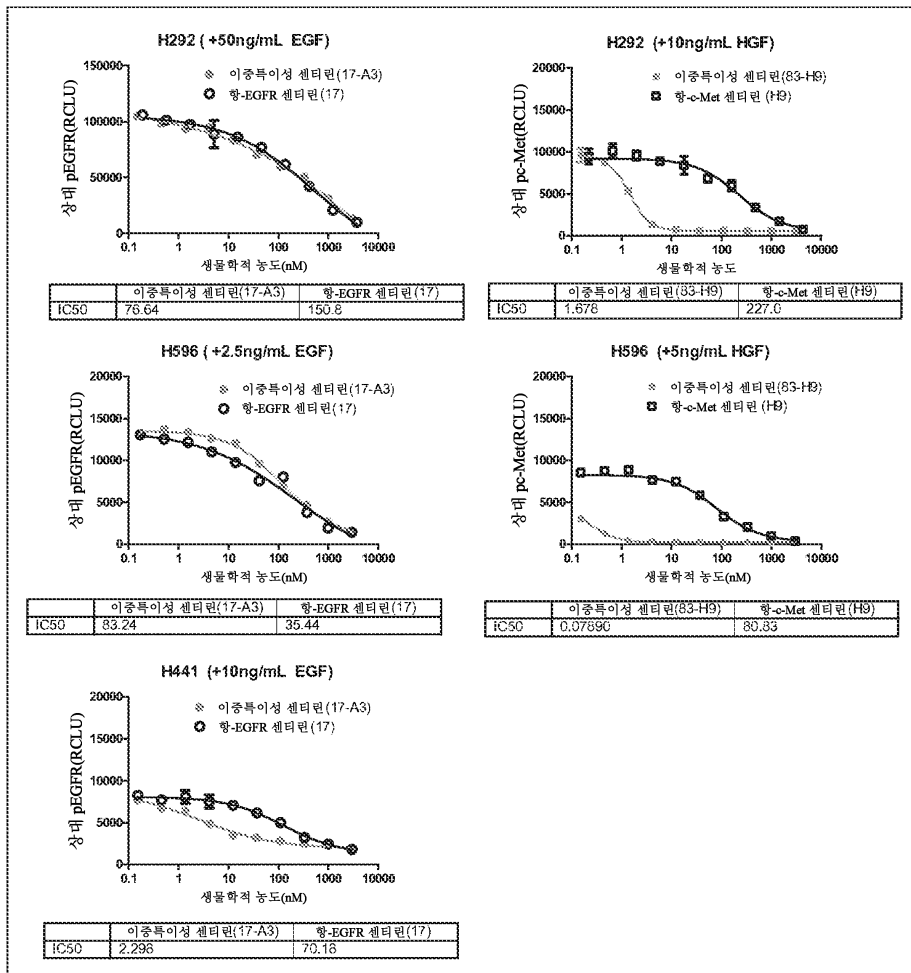 H292 ( +50ng/mL EGF)
이중특이성 센티린(17-A3)
항-EGFR 센티린(17)
상대 pEGFR(RCLU)
150000
100000
50000
0
0.1 1 10 100 1000 10000
생물학적 농도(nM)
이중특이성 센티린(17-A3) 항-EGFR 센티린(17)
IC50 76.64 150.8
H292 (+10ng/mL HGF)
이중특이성 센티린(83-H9)
항-c-Met 센티린 (H9)
상대 pc-Met(RCLU)
20000
15000
10000
5000
0
0.1 1 10 100 1000 10000
생물학적 농도
이중특이성 센티린(83-H9) 항-c-Met 센티린(H9)
IC50 1.678 227.0
H596 ( +2.5ng/mL EGF)
이중특이성 센티린(17-A3)
항-EGFR 센티린(17)
상대 pEGFR(RCLU)
20000
15000
10000
5000
0
0.1 1 10 100 1000 10000
생물학적 농도(nM)
이중특이성 센티린(17-A3) 항-EGFR 센티린(17)
IC50 83.24 35.44
H596 (+5ng/mL HGF)
이중특이성 센티린(83-H9)
항-c-Met 센티린(H9)
상대 pc-Met(RCLU)
20000
15000
10000
5000
0
0.1 1 10 100 1000 10000
생물학적 농도(nM)
이중특이성 센티린(83-H9) 항-c-Met 센티린(H9)
IC50 0.07890 80.83
H441 (+10ng/mL EGF)
이중특이성 센티린(17-A3)
항-EGFR 센티린(17)
상대 pEGFR(RCLU)
20000
15000
10000
5000
0
0.1 1 10 100 1000 10000
생물학적 농도(nM)
이중특이성 센티린(17-A3) 항-EGFR 센티린(17)
IC50 2.298 70.18